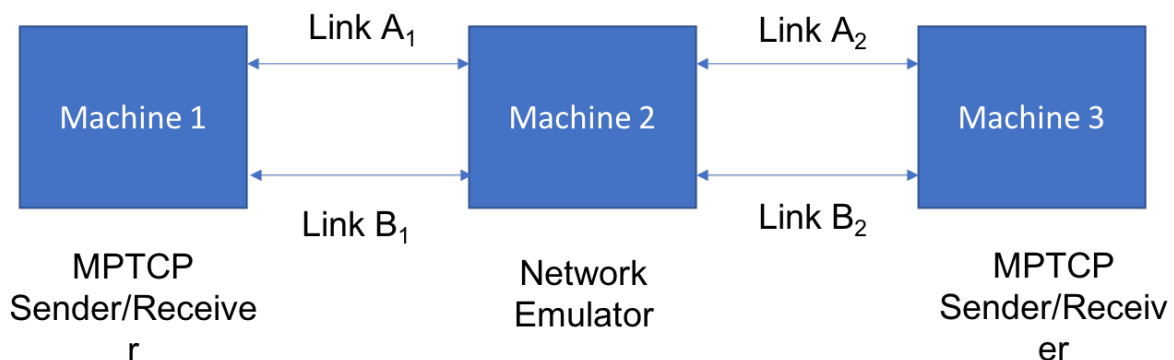 Link A₁
Link A₂
Machine 1
Machine 2
Machine 3
Link B₁
Link B₂
MPTCP
Sender/Receive
r
Network
Emulator
MPTCP
Sender/Receiv
er